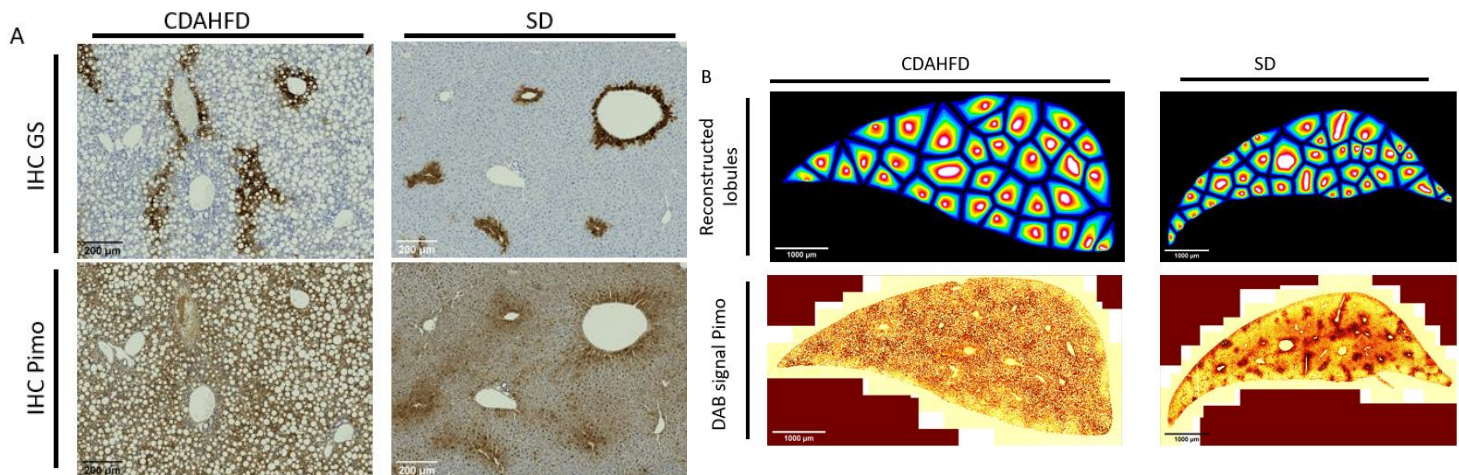 A
CDAHFD
SD
IHC GS
200 µm
200 µm
IHC Pimo
200 µm
200 µm
B
CDAHFD
SD
Reconstructed
lobules
1000 µm
1000 µm
DAB signal Pimo
1000 µm
1000 µm